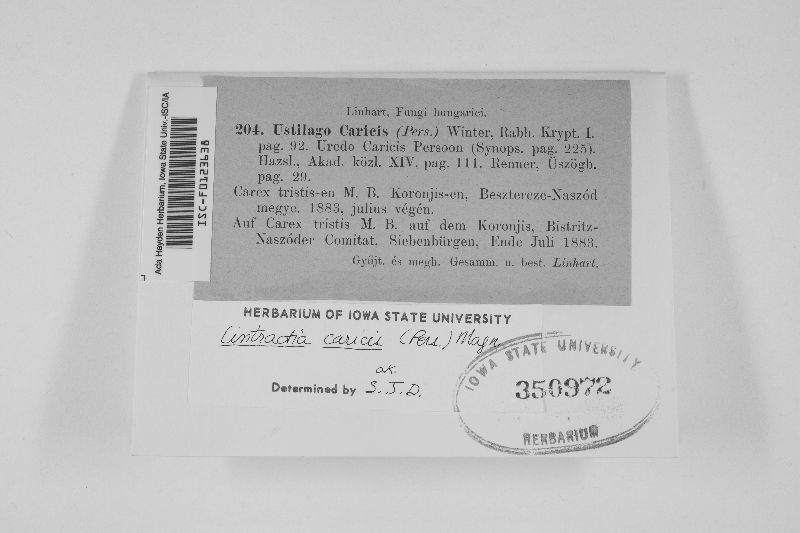 Linhart, Fungi hungarici.
204. Ustilago Caricis (Pers.) Winter, Rabh. Krypt. I.
pag. 92. Uredo Caricis Persoon (Synops. pag. 225).
Hazsl., Akad. közl. XIV. pag. 111. Renner, Üszögb.
pag. 29.
Carex tristis-en M. B. Koronjis-en, Besztercze-Naszód
megye. 1883, julius végén.
Auf Carex tristis M. B. auf dem Koronjis, Bistritz-
Naszóder Comitat. Siebenbürgen, Ende Juli 1883.
Gyüjt. és megh. Gesamm. u. best. Linhart.
Ada Hayden Herbarium, Iowa State Univ.-ISC/IA
ISC-F0123638
HERBARIUM OF IOWA STATE UNIVERSITY
Cintractia caricis (Pers.) Magn.
ok.
Determined by S. J. D.
IOWA STATE UNIVERSITY
350972
HERBARIUM